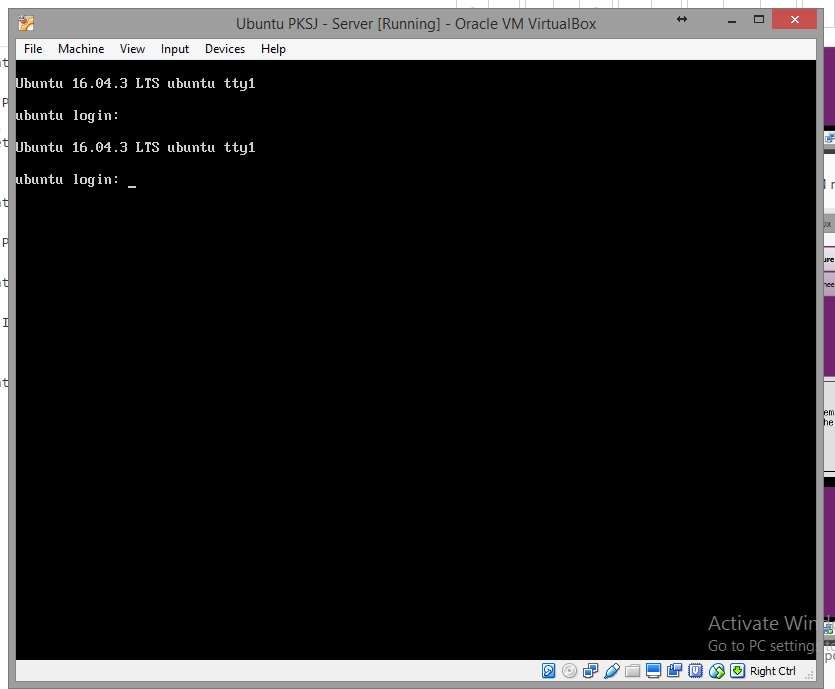 Ubuntu PKSJ - Server [Running] - Oracle VM VirtualBox
File Machine View Input Devices Help
Ubuntu 16.04.3 LTS ubuntu tty1
ubuntu login:
Ubuntu 16.04.3 LTS ubuntu tty1
ubuntu login: _
Activate Win
Go to PC settings
Right Ctrl